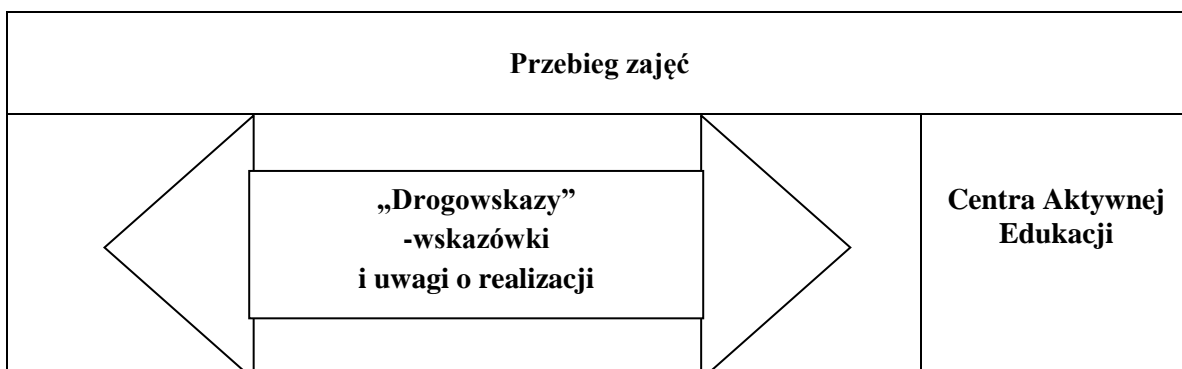 Przebieg zajęć
„Drogowskazy”
-wskazówki
i uwagi o realizacji
Centra Aktywnej
Edukacji